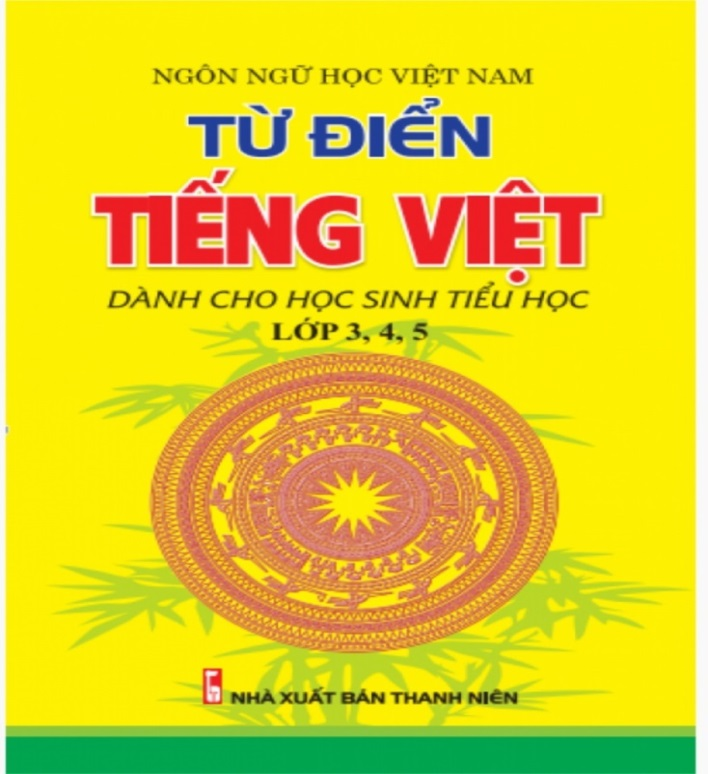 NGÔN NGỮ HỌC VIỆT NAM
TỪ ĐIỂN
TIẾNG VIỆT
DÀNH CHO HỌC SINH TIỂU HỌC
LỚP 3, 4, 5
NHÀ XUẤT BẢN THANH NIÊN